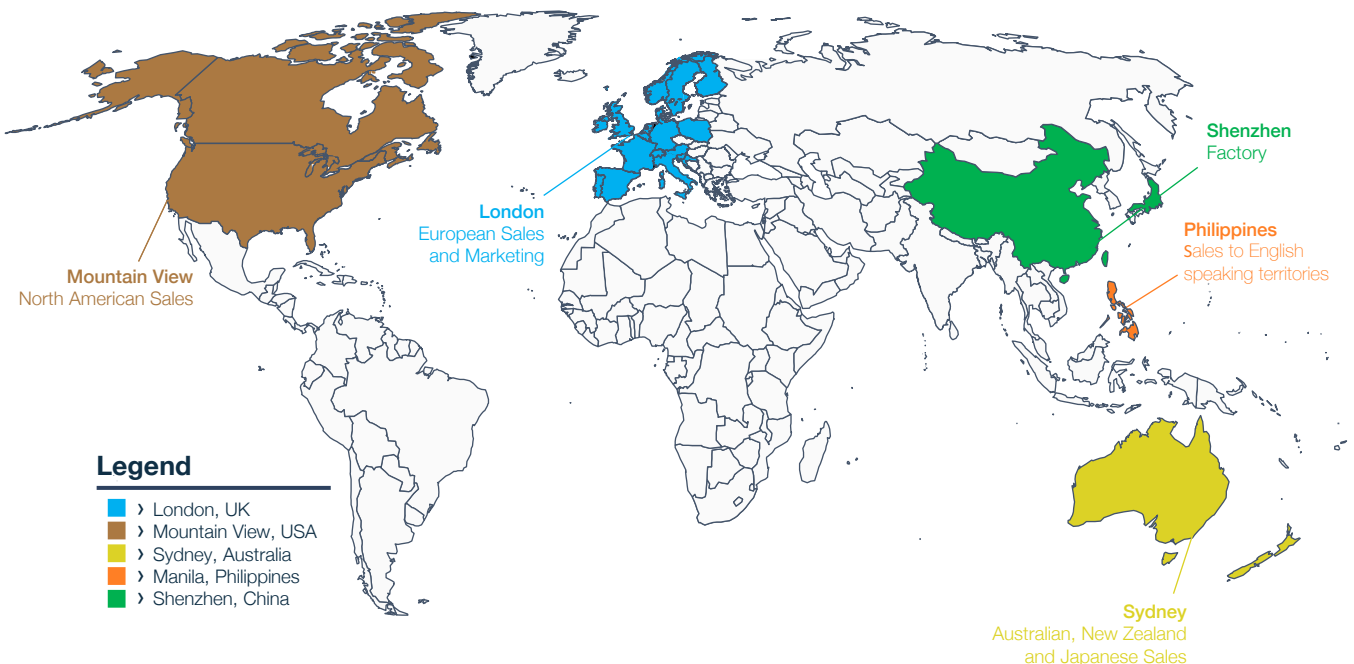 Shenzhen
Factory
Philippines
Sales to English
speaking territories
London
European Sales
and Marketing
Mountain View
North American Sales
Legend
› London, UK
› Mountain View, USA
› Sydney, Australia
› Manila, Philippines
› Shenzhen, China
Sydney
Australian, New Zealand
and Japanese Sales